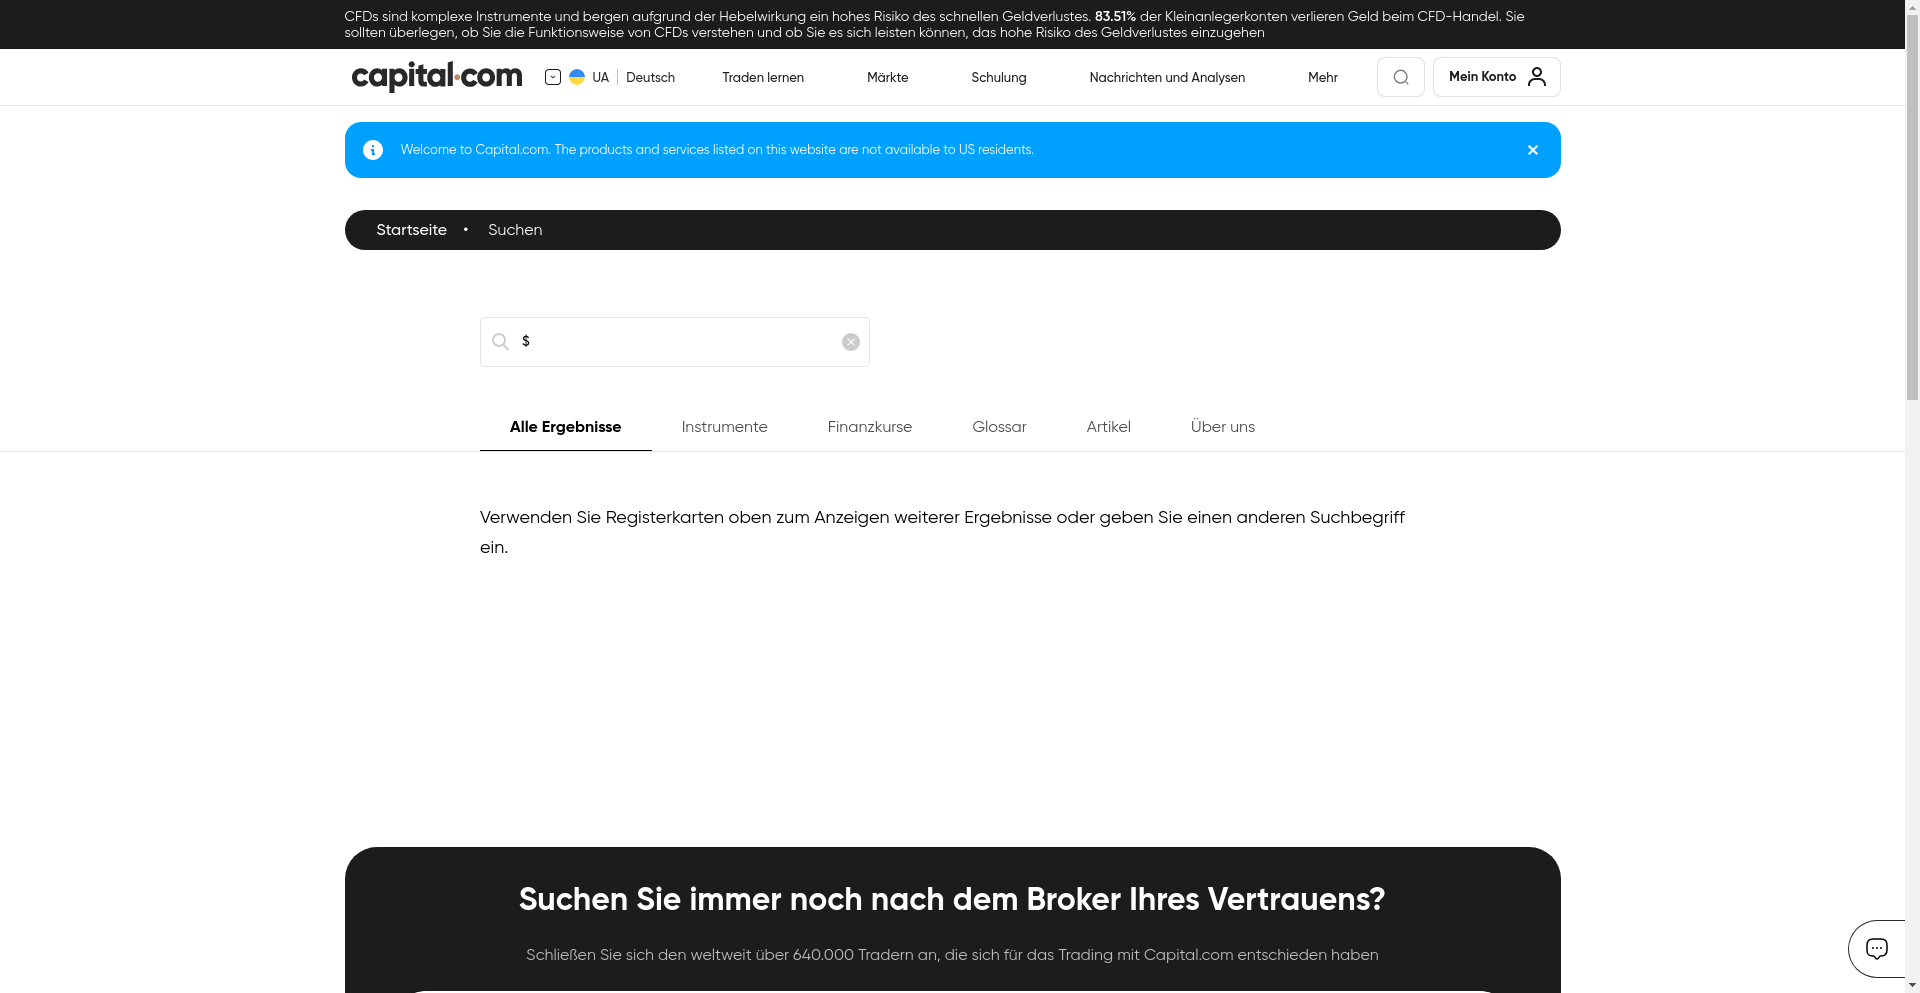 CFDs sind komplexe Instrumente und bergen aufgrund der Hebelwirkung ein hohes Risiko des schnellen Geldverlustes. 83.51% der Kleinanlegerkonten verlieren Geld beim CFD-Handel. Sie
sollten überlegen, ob Sie die Funktionsweise von CFDs verstehen und ob Sie es sich leisten können, das hohe Risiko des Geldverlustes einzugehen
capital.com
UA
Deutsch
Traden lernen
Märkte
Schulung
Nachrichten und Analysen
Mehr
Mein Konto
Welcome to Capital.com. The products and services listed on this website are not available to US residents.
Startseite • Suchen
$
Alle Ergebnisse
Instrumente
Finanzkurse
Glossar
Artikel
Über uns
Verwenden Sie Registerkarten oben zum Anzeigen weiterer Ergebnisse oder geben Sie einen anderen Suchbegriff
ein.
Suchen Sie immer noch nach dem Broker Ihres Vertrauens?
Schließen Sie sich den weltweit über 640.000 Tradern an, die sich für das Trading mit Capital.com entschieden haben